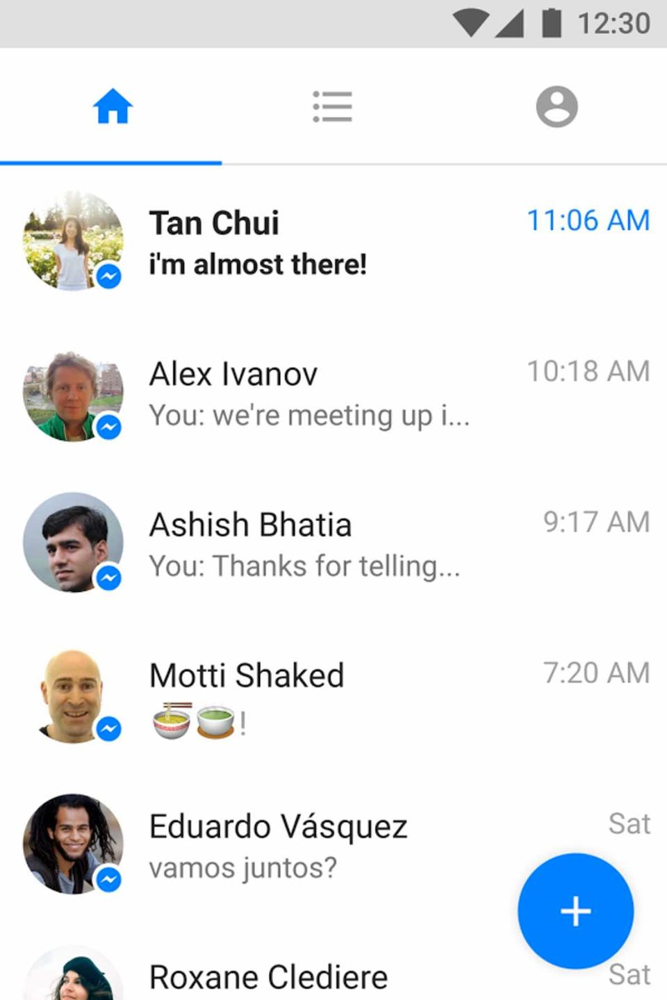 12:30
Tan Chui
11:06 AM
i'm almost there!
Alex Ivanov
10:18 AM
You: we're meeting up i...
Ashish Bhatia
9:17 AM
You: Thanks for telling...
Motti Shaked
7:20 AM
🍜🍵!
Eduardo Vásquez
Sat
vamos juntos?
Roxane Clediere
Sat